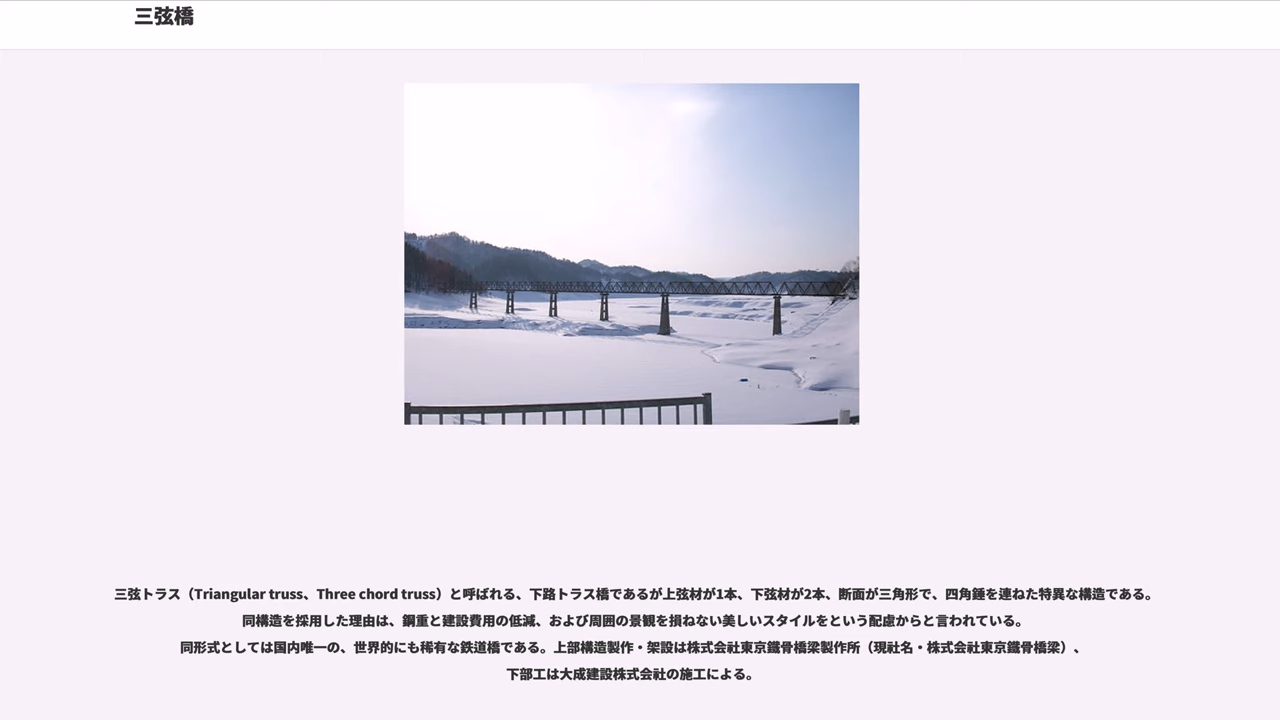 三弦橋
三弦トラス（Triangular truss、Three chord truss）と呼ばれる、下路トラス橋であるが上弦材が1本、下弦材が2本、断面が三角形で、四角錘を連ねた特異な構造である。
同構造を採用した理由は、鋼重と建設費用の低減、および周囲の景観を損ねない美しいスタイルをという配慮からと言われている。
同形式としては国内唯一の、世界的にも稀有な鉄道橋である。上部構造製作・架設は株式会社東京鐵骨橋梁製作所（現社名・株式会社東京鐵骨橋梁）、
下部工は大成建設株式会社の施工による。